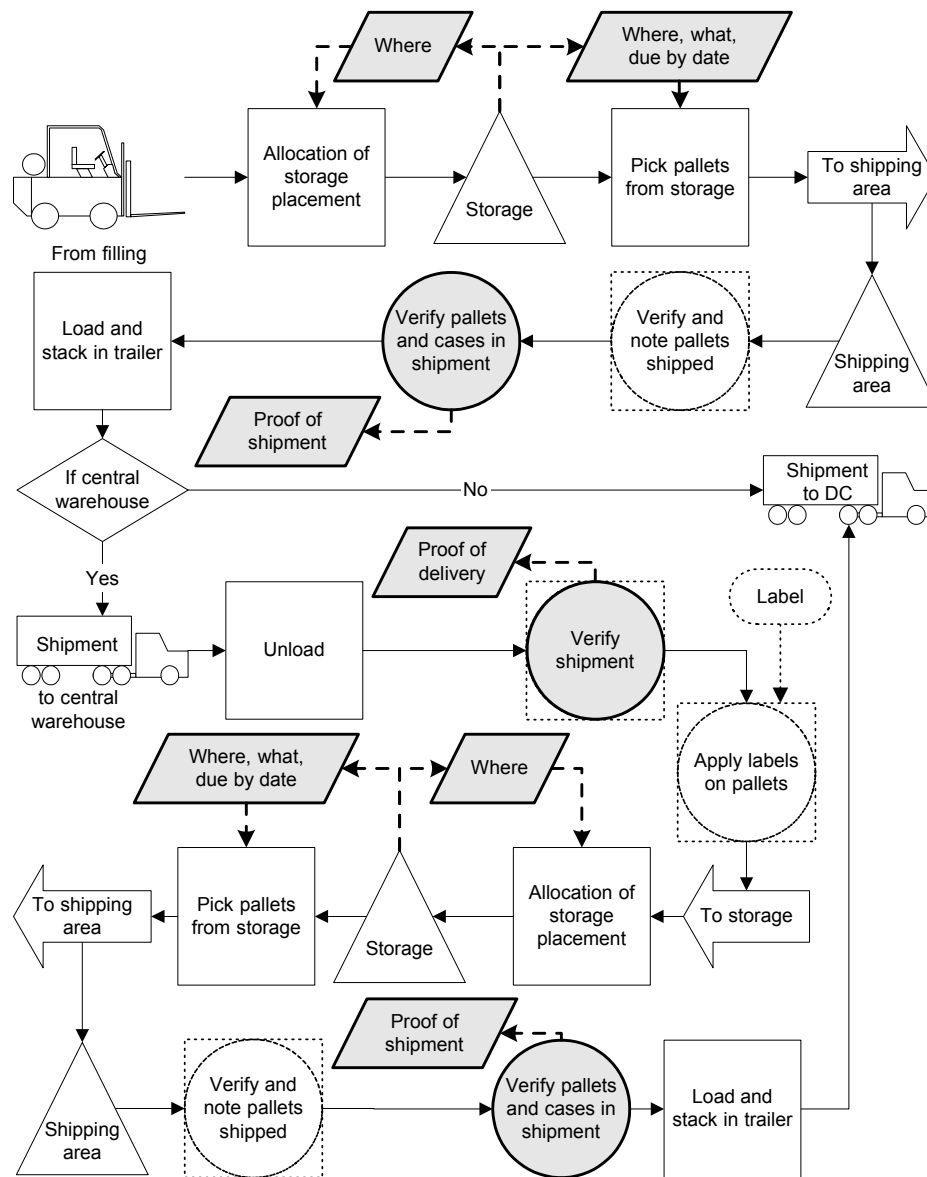 Where
Where, what,
due by date
Allocation of
storage
placement
Storage
Pick pallets
from storage
To shipping
area
From filling
Load and
stack in trailer
Verify pallets
and cases in
shipment
Verify and
note pallets
shipped
Shipping
area
Proof of
shipment
If central
warehouse
No
Shipment
to DC
Yes
Proof of
delivery
Label
Shipment
to central
warehouse
Unload
Verify
shipment
Apply labels
on pallets
Where, what,
due by date
Where
To shipping
area
Pick pallets
from storage
Storage
Allocation of
storage
placement
To storage
Proof of
shipment
Shipping
area
Verify and
note pallets
shipped
Verify pallets
and cases in
shipment
Load and
stack in trailer